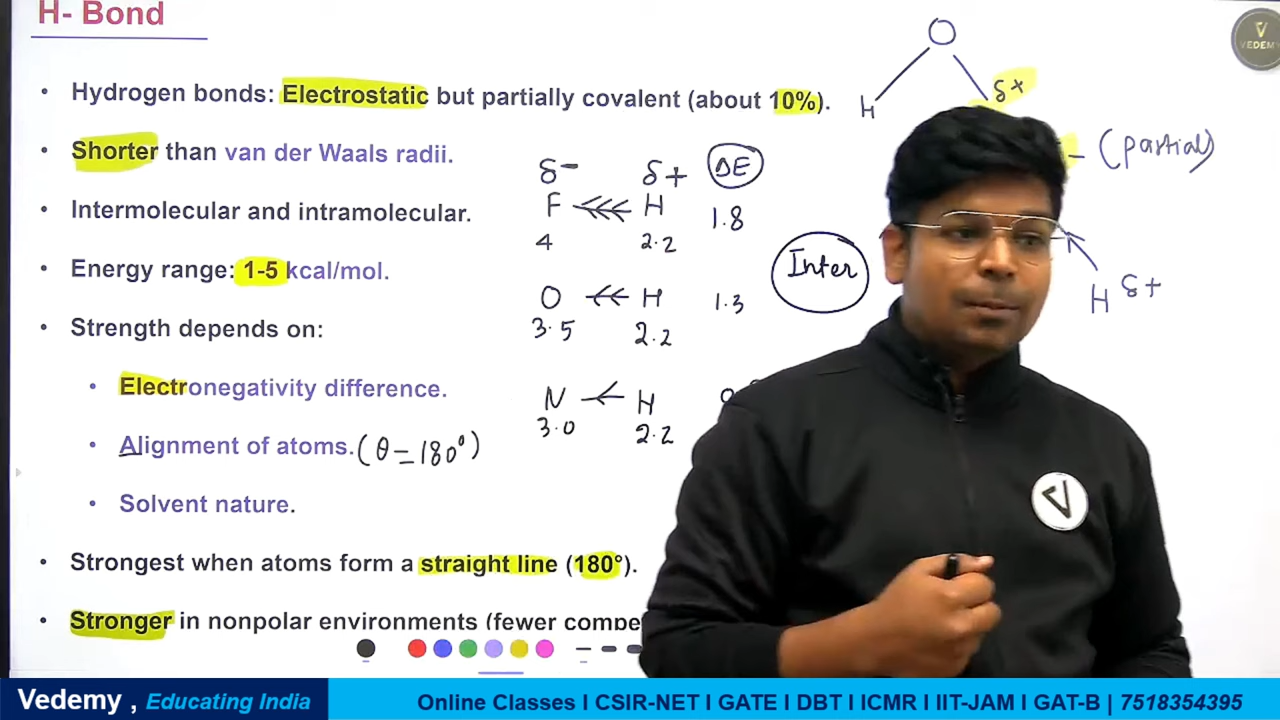 H- Bond
VEDEMY
• Hydrogen bonds: Electrostatic but partially covalent (about 10%).
• Shorter than van der Waals radii.
• Intermolecular and intramolecular.
• Energy range: 1-5 kcal/mol.
• Strength depends on:
• Electronegativity difference.
• Alignment of atoms. (θ = 180°)
• Solvent nature.
• Strongest when atoms form a straight line (180°).
• Stronger in nonpolar environments (fewer compe
δ- δ+ ΔE
F H 1.8
4 2.2
O H 1.3
3.5 2.2
N H
3.0 2.2
Inter
O
H δ+
- (partial)
H δ+
Vedemy , Educating India
Online Classes I CSIR-NET I GATE I DBT I ICMR I IIT-JAM I GAT-B | 7518354395